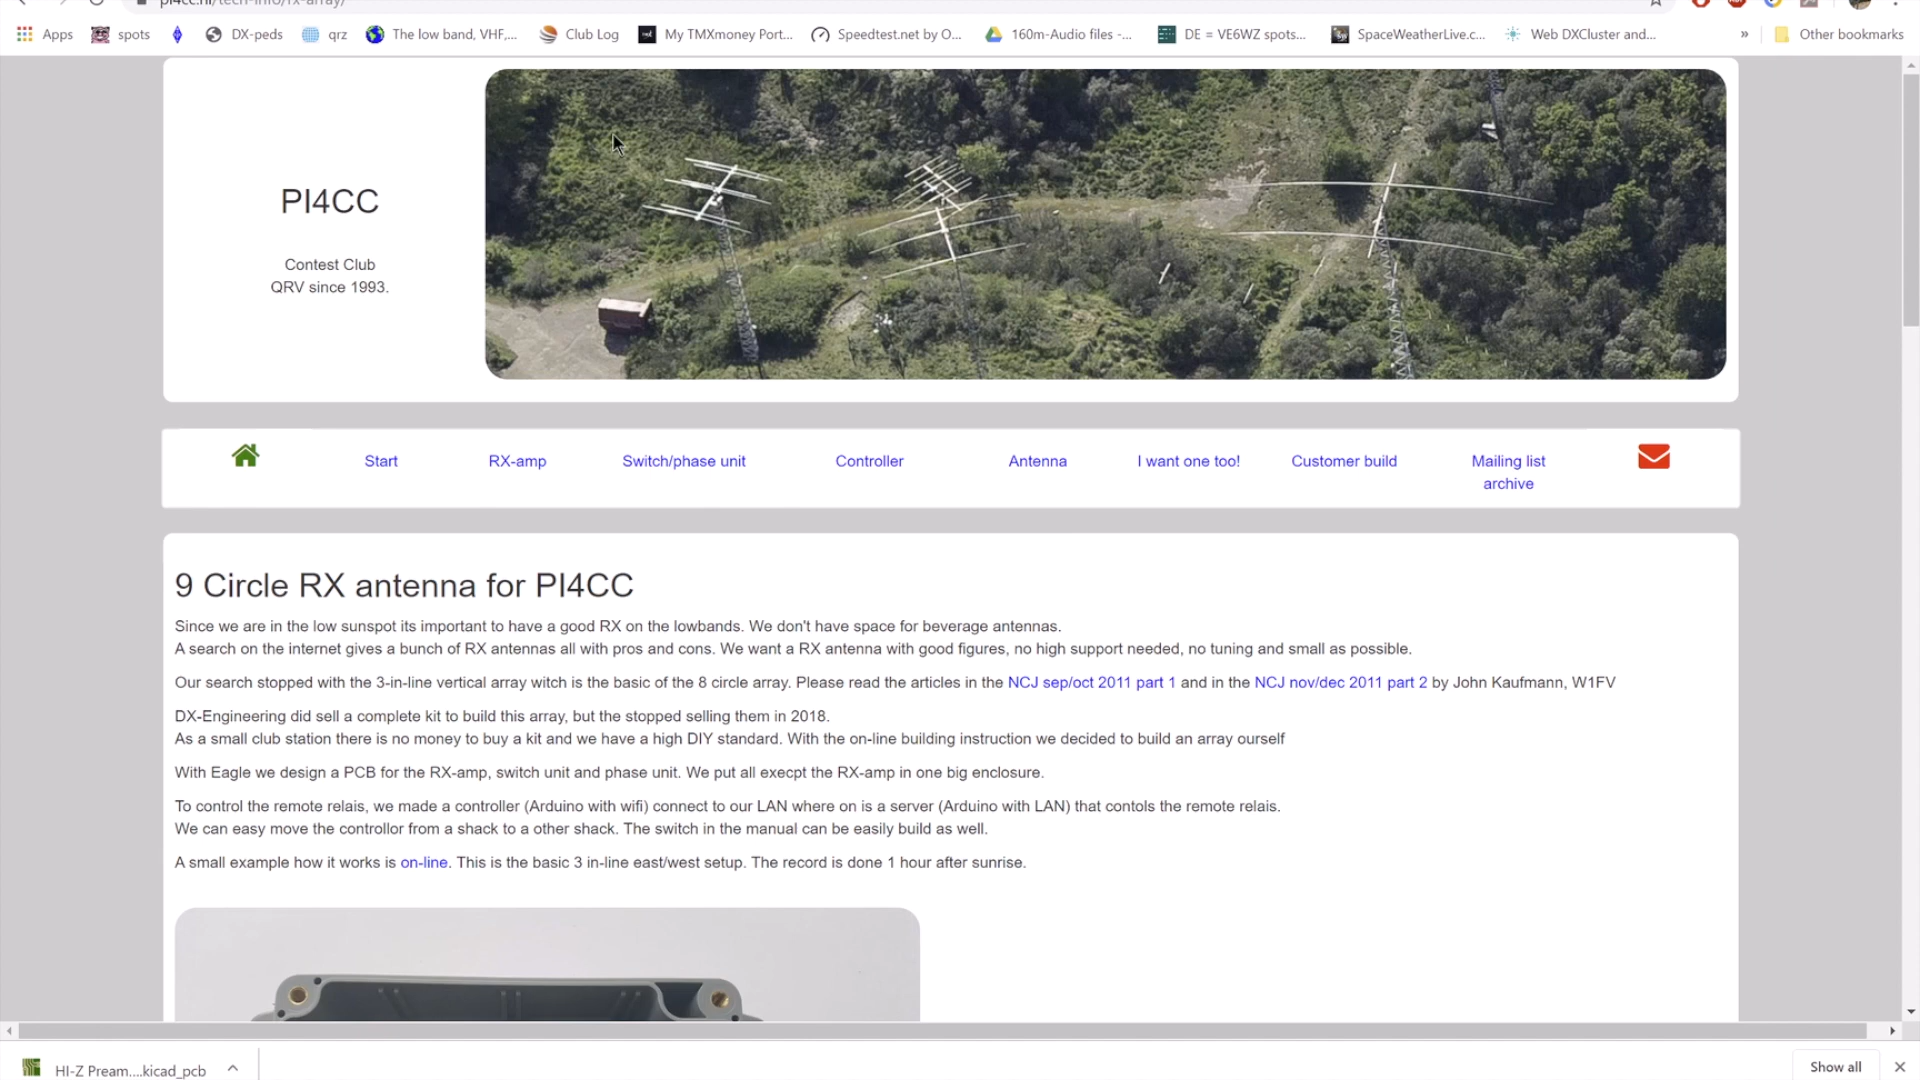 pi4cc.nl/tech-info/rx-array/
Apps spots DX-peds qrz The low band, VHF,... Club Log My TMXmoney Port... Speedtest.net by O... 160m-Audio files -... DE = VE6WZ spots... SpaceWeatherLive.c... Web DXCluster and... » Other bookmarks
PI4CC
Contest Club
QRV since 1993.
Start RX-amp Switch/phase unit Controller Antenna I want one too! Customer build Mailing list
archive
9 Circle RX antenna for PI4CC
Since we are in the low sunspot its important to have a good RX on the lowbands. We don't have space for beverage antennas.
A search on the internet gives a bunch of RX antennas all with pros and cons. We want a RX antenna with good figures, no high support needed, no tuning and small as possible.
Our search stopped with the 3-in-line vertical array witch is the basic of the 8 circle array. Please read the articles in the NCJ sep/oct 2011 part 1 and in the NCJ nov/dec 2011 part 2 by John Kaufmann, W1FV
DX-Engineering did sell a complete kit to build this array, but the stopped selling them in 2018.
As a small club station there is no money to buy a kit and we have a high DIY standard. With the on-line building instruction we decided to build an array ourself
With Eagle we design a PCB for the RX-amp, switch unit and phase unit. We put all execpt the RX-amp in one big enclosure.
To control the remote relais, we made a controller (Arduino with wifi) connect to our LAN where on is a server (Arduino with LAN) that contols the remote relais.
We can easy move the controllor from a shack to a other shack. The switch in the manual can be easily build as well.
A small example how it works is on-line. This is the basic 3 in-line east/west setup. The record is done 1 hour after sunrise.
HI-Z Pream....kicad_pcb Show all